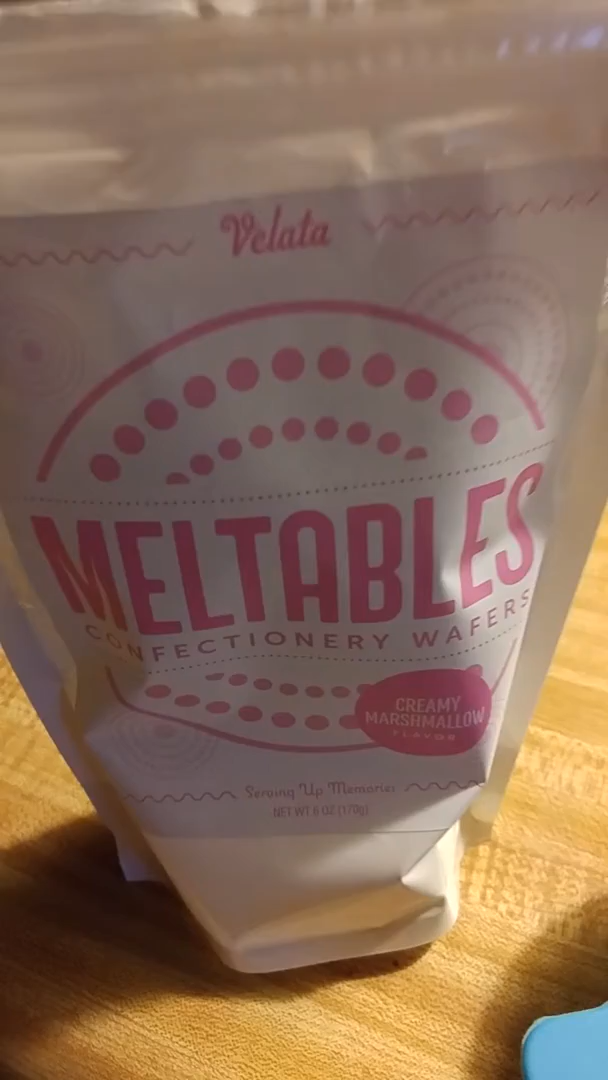 Velata
MELTABLES
CONFECTIONERY WAFERS
CREAMY
MARSHMALLOW
FLAVOR
Serving Up Memories
NET WT 6 OZ (170g)